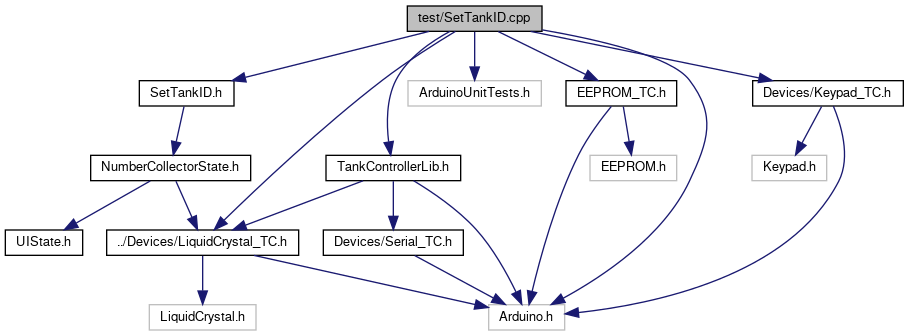 test/SetTankID.cpp
SetTankID.h
ArduinoUnitTests.h
EEPROM_TC.h
Devices/Keypad_TC.h
NumberCollectorState.h
TankControllerLib.h
EEPROM.h
Keypad.h
UIState.h
../Devices/LiquidCrystal_TC.h
Devices/Serial_TC.h
LiquidCrystal.h
Arduino.h